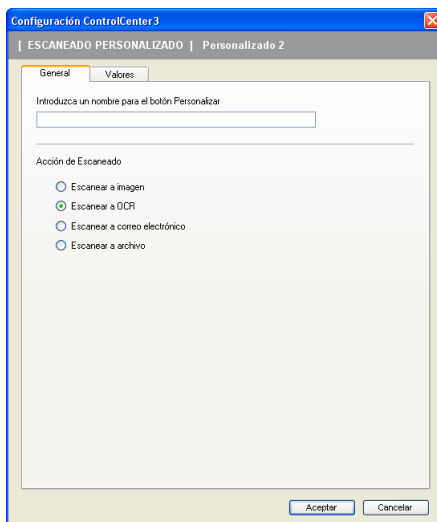 Configuración ControlCenter3
[ ESCANEADO PERSONALIZADO ] Personalizado 2
General Valores
Introduzca un nombre para el botón Personalizar
Acción de Escaneado
Escanear a imagen
Escanear a OCR
Escanear a correo electrónico
Escanear a archivo
Aceptar Cancelar